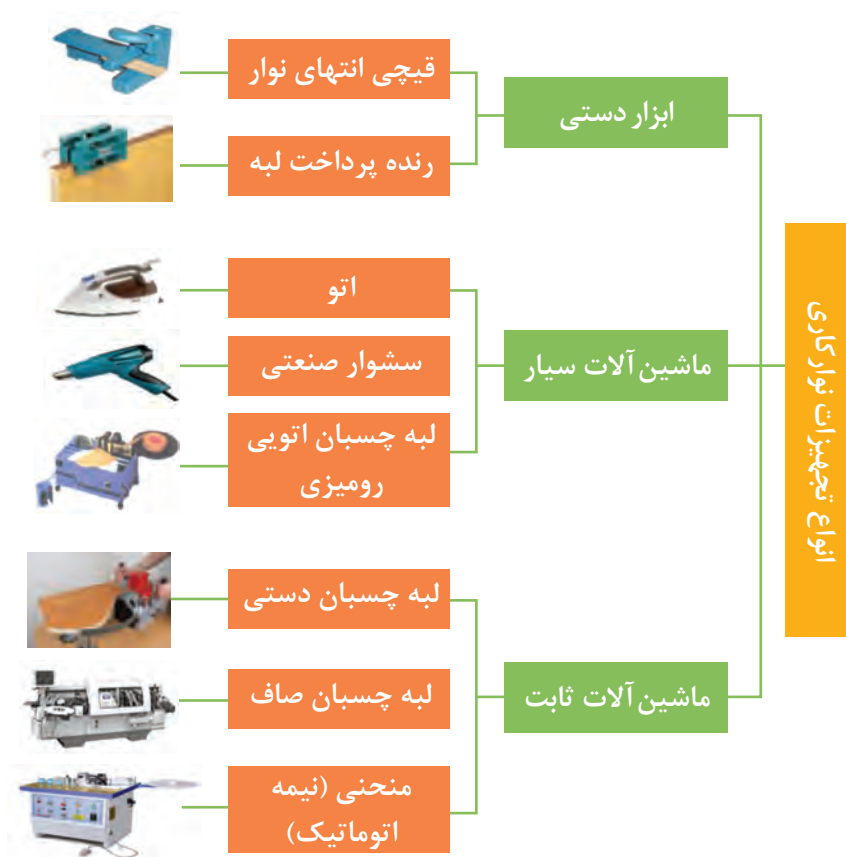 انواع تجهیزات نوارکاری
ابزار دستی
قیچی انتهای نوار
رنده پرداخت لبه
ماشین‌آلات سیار
اتو
سشوار صنعتی
لبه چسبان اتویی
رومیزی
ماشین‌آلات ثابت
لبه چسبان دستی
لبه چسبان صاف
منحنی (نیمه
اتوماتیک)